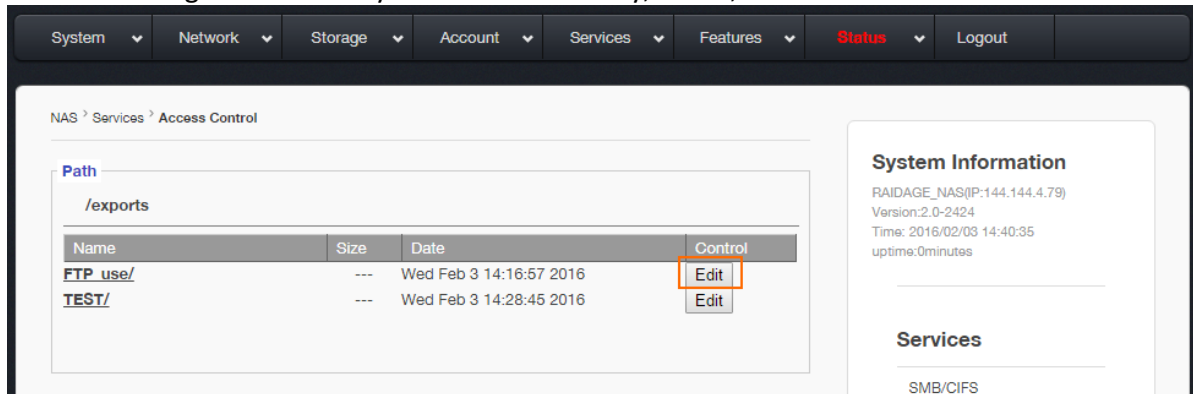 System Network Storage Account Services Features Status Logout
NAS > Services > Access Control
Path
/exports
Name Size Date Control
FTP_use/ --- Wed Feb 3 14:16:57 2016 Edit
TEST/ --- Wed Feb 3 14:28:45 2016 Edit
System Information
RAIDAGE_NAS(IP:144.144.4.79)
Version:2.0-2424
Time: 2016/02/03 14:40:35
uptime:0minutes
Services
SMB/CIFS